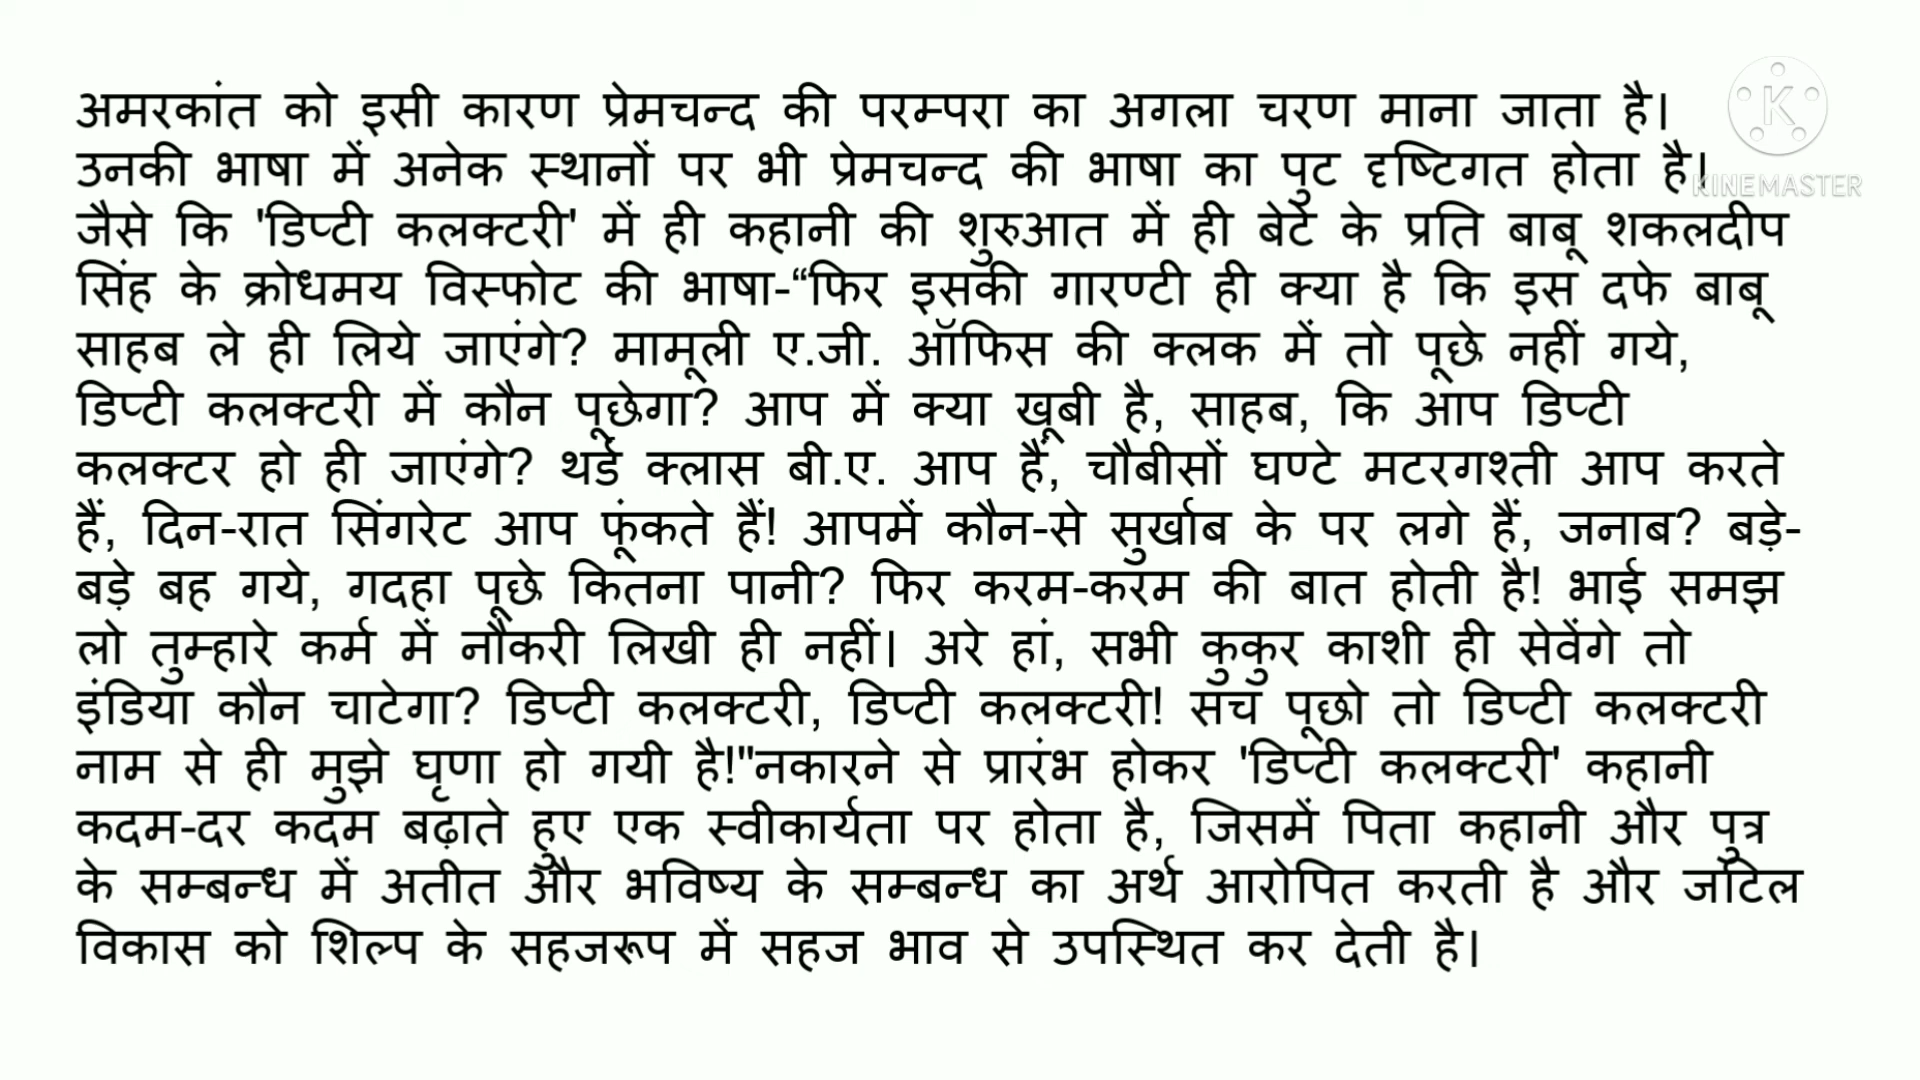 अमरकांत को इसी कारण प्रेमचन्द की परम्परा का अगला चरण माना जाता है।
उनकी भाषा में अनेक स्थानों पर भी प्रेमचन्द की भाषा का पुट दृष्टिगत होता है।
जैसे कि 'डिप्टी कलक्टरी' में ही कहानी की शुरुआत में ही बेटे के प्रति बाबू शकलदीप
सिंह के क्रोधमय विस्फोट की भाषा-“फिर इसकी गारण्टी ही क्या है कि इस दफे बाबू
साहब ले ही लिये जाएंगे? मामूली ए.जी. ऑफिस की क्लक में तो पूछे नहीं गये,
डिप्टी कलक्टरी में कौन पूछेगा? आप में क्या खूबी है, साहब, कि आप डिप्टी
कलक्टर हो ही जाएंगे? थर्ड क्लास बी.ए. आप हैं, चौबीसों घण्टे मटरगश्ती आप करते
हैं, दिन-रात सिंगरेट आप फूंकते हैं! आपमें कौन-से सुर्खाब के पर लगे हैं, जनाब? बड़े-
बड़े बह गये, गदहा पूछे कितना पानी? फिर करम-करम की बात होती है! भाई समझ
लो तुम्हारे कर्म में नौकरी लिखी ही नहीं। अरे हां, सभी कुकुर काशी ही सेवेंगे तो
इंडिया कौन चाटेगा? डिप्टी कलक्टरी, डिप्टी कलक्टरी! सच पूछो तो डिप्टी कलक्टरी
नाम से ही मुझे घृणा हो गयी है!"नकारने से प्रारंभ होकर 'डिप्टी कलक्टरी' कहानी
कदम-दर कदम बढ़ाते हुए एक स्वीकार्यता पर होता है, जिसमें पिता कहानी और पुत्र
के सम्बन्ध में अतीत और भविष्य के सम्बन्ध का अर्थ आरोपित करती है और जटिल
विकास को शिल्प के सहजरूप में सहज भाव से उपस्थित कर देती है।
K
KINEMASTER